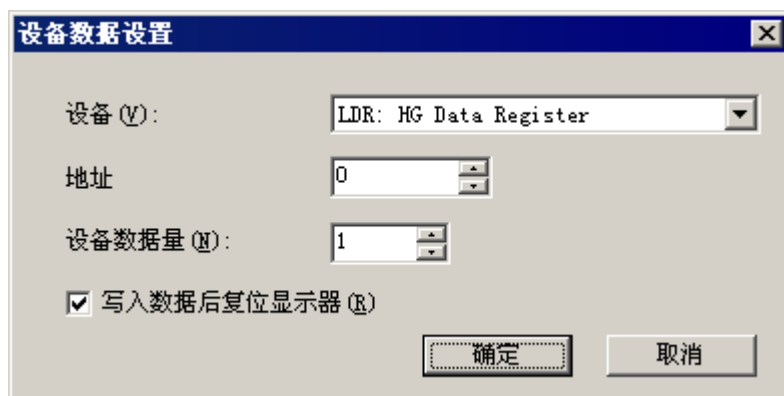 设备数据设置
设备(V): LDR: HG Data Register
地址 0
设备数据量(N): 1
写入数据后复位显示器(R)
确定 取消